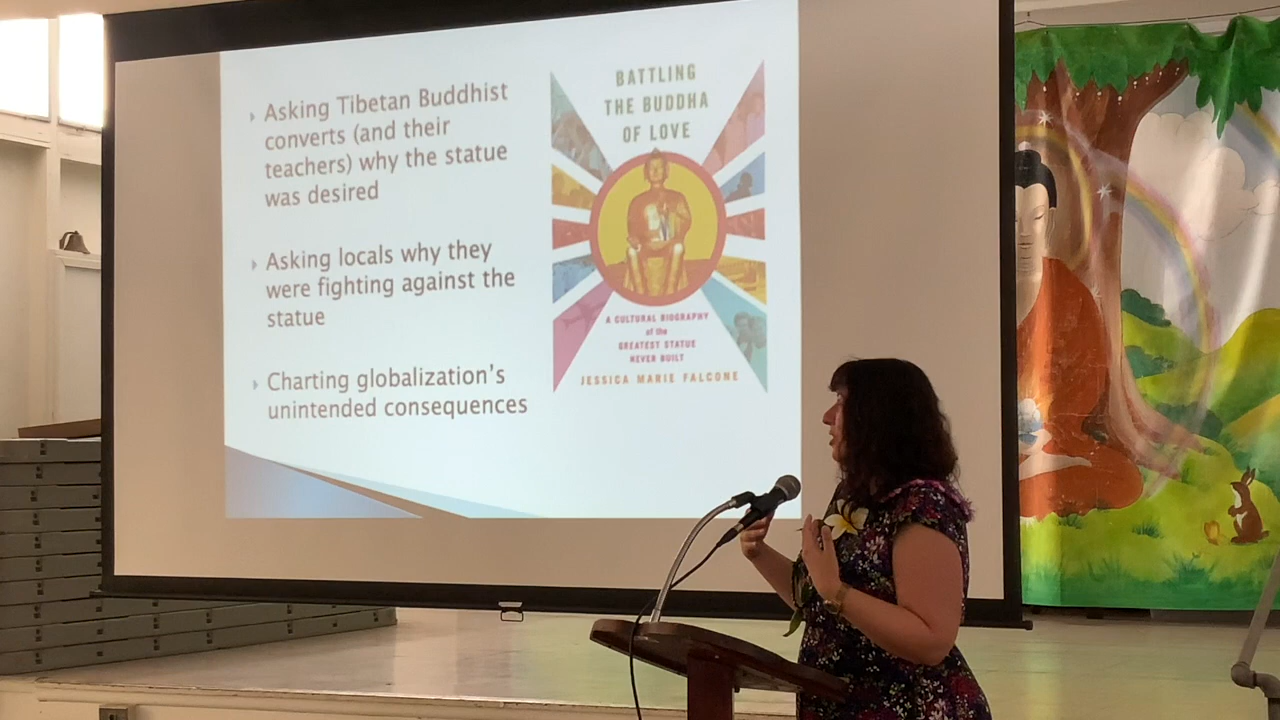 Asking Tibetan Buddhist
converts (and their
teachers) why the statue
was desired
Asking locals why they
were fighting against the
statue
Charting globalization's
unintended consequences
BATTLING
THE BUDDHA
OF LOVE
A CULTURAL BIOGRAPHY
of the
GREATEST STATUE
NEVER BUILT
JESSICA MARIE FALCONE